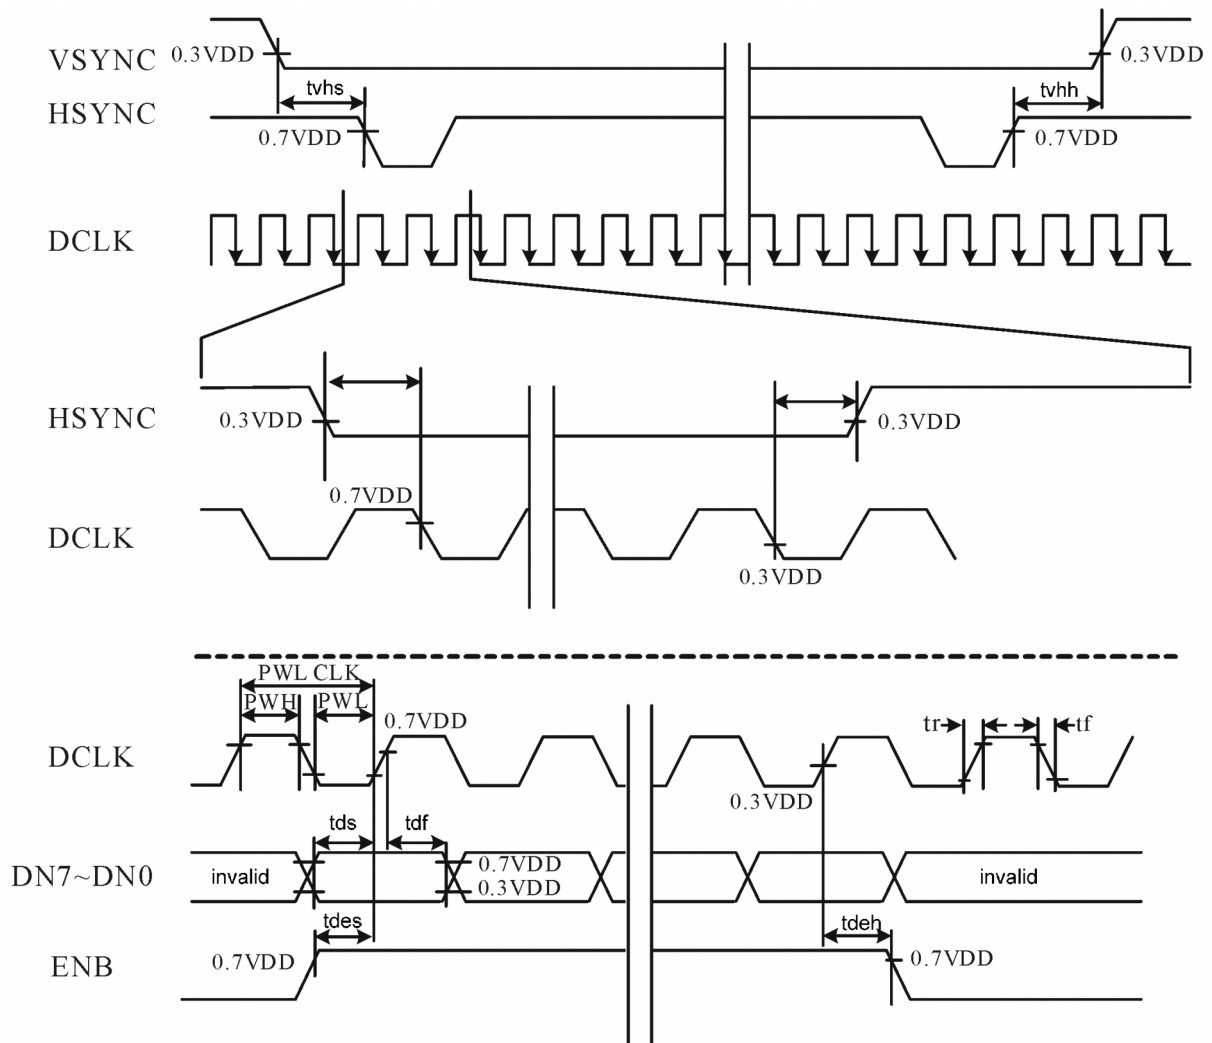 VSYNC 0.3VDD 0.3VDD
tvhs tvhh
HSYNC
0.7VDD 0.7VDD
DCLK
HSYNC 0.3VDD 0.3VDD
0.7VDD
DCLK
0.3VDD
PWL CLK
PWH PWL
0.7VDD tr tf
DCLK
0.3VDD
tds tdf
0.7VDD
DN7~DN0 invalid invalid
0.3VDD
tdes tdeh
ENB 0.7VDD 0.7VDD